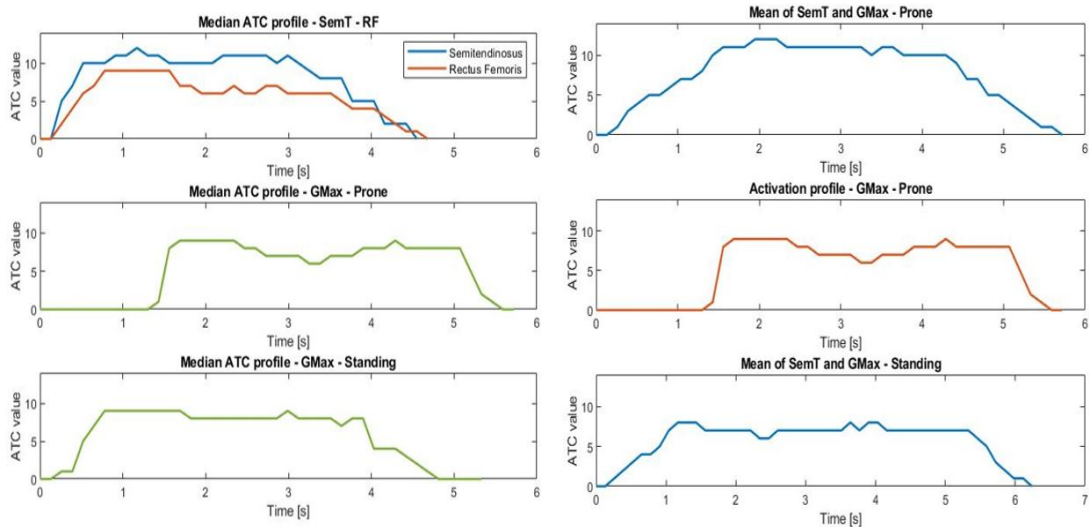 Median ATC profile - SemT - RF
ATC value
10
5
0
Semitendinosus
Rectus Femoris
0 1 2 3 4 5 6
Time [s]
Mean of SemT and GMax - Prone
ATC value
10
5
0
0 1 2 3 4 5 6
Time [s]
Median ATC profile - GMax - Prone
ATC value
10
5
0
0 1 2 3 4 5 6
Time [s]
Activation profile - GMax - Prone
ATC value
10
5
0
0 1 2 3 4 5 6
Time [s]
Median ATC profile - GMax - Standing
ATC value
10
5
0
0 1 2 3 4 5 6
Time [s]
Mean of SemT and GMax - Standing
ATC value
10
5
0
0 1 2 3 4 5 6 7
Time [s]